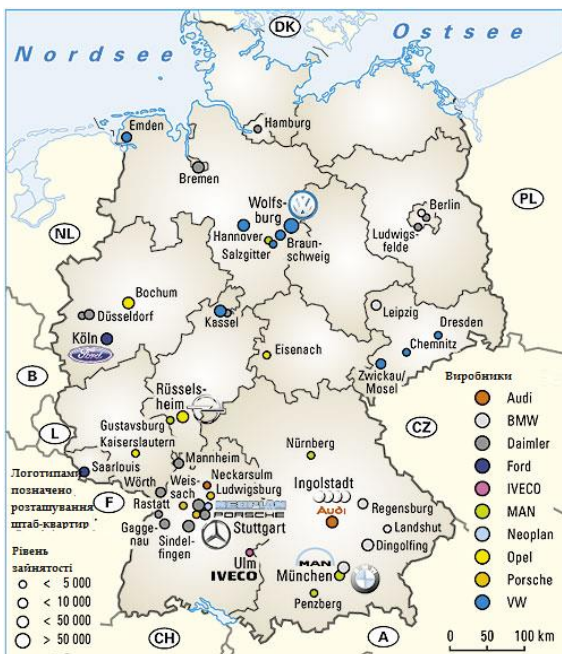 Nordsee
Ostsee
DK
Emden
Hamburg
Bremen
Wolfs-
burg
Berlin
PL
NL
Hannover
Salzgitter
Braun-
schweig
Ludwigs-
felde
Bochum
Düsseldorf
Kassel
Leipzig
Dresden
Chemnitz
Köln
Ford
Eisenach
Zwickau/
Mosel
B
Rüssels-
heim
Gustavsburg
Kaiserslautern
L
CZ
Nürnberg
Saarlouis
Mannheim
Логотипами
позначено
розташування
штаб-квартир
F
Wörth
Weis-
sach
Neckarsulm
Ludwigsburg
NEOPLAN
PORSCHE
Rastatt
Stuttgart
Gagge-
nau
Sindel-
fingen
Ingolstadt
Audi
Regensburg
Landshut
Dingolfing
Ulm
IVECO
MAN
München
BMW
Penzberg
CH
A
Рівень
зайнятості
< 5 000
< 10 000
< 50 000
> 50 000
Виробники
Audi
BMW
Daimler
Ford
IVECO
MAN
Neoplan
Opel
Porsche
VW
0 50 100 km